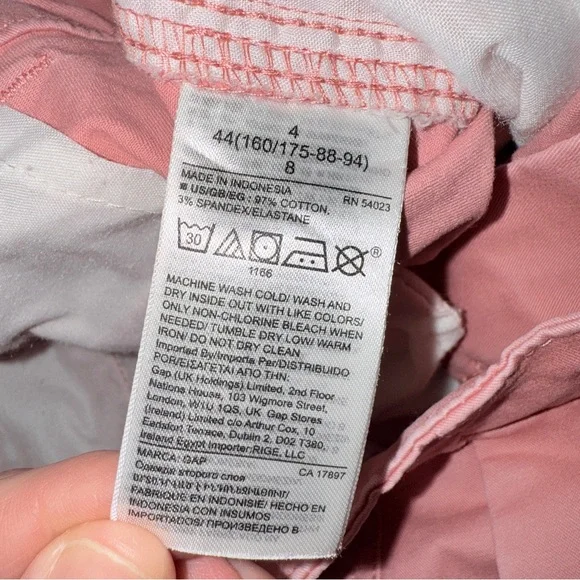 4
44(160/175-88-94)
8
MADE IN INDONESIA RN 54023
US/GB/EG : 97% COTTON,
3% SPANDEX/ELASTANE
30 ®
1166
MACHINE WASH COLD/ WASH AND
DRY INSIDE OUT WITH LIKE COLORS/
ONLY NON-CHLORINE BLEACH WHEN
NEEDED/ TUMBLE DRY LOW/ WARM
IRON/ DO NOT DRY CLEAN
Imported By/Importe Per/DISTRIBUIDO
POR/ΕΙΣΑΓΕΤΑΙ ΑΠΟ ΤΗΝ:
Gap (UK Holdings) Limited, 2nd Floor
Nations House, 103 Wigmore Street,
London, W1U 1QS, UK Gap Stores
(Ireland) Limited c/o Arthur Cox, 10
Earlsfort Terrace, Dublin 2, D02 T380,
Ireland Egypt Importer:RIGE, LLC
MARCA: GAP CA 17897
Одежда второго слоя
FABRIQUE EN INDONESIE/ HECHO EN
INDONESIA CON INSUMOS
IMPORTADOS/ ПРОИЗВЕДЕНО В